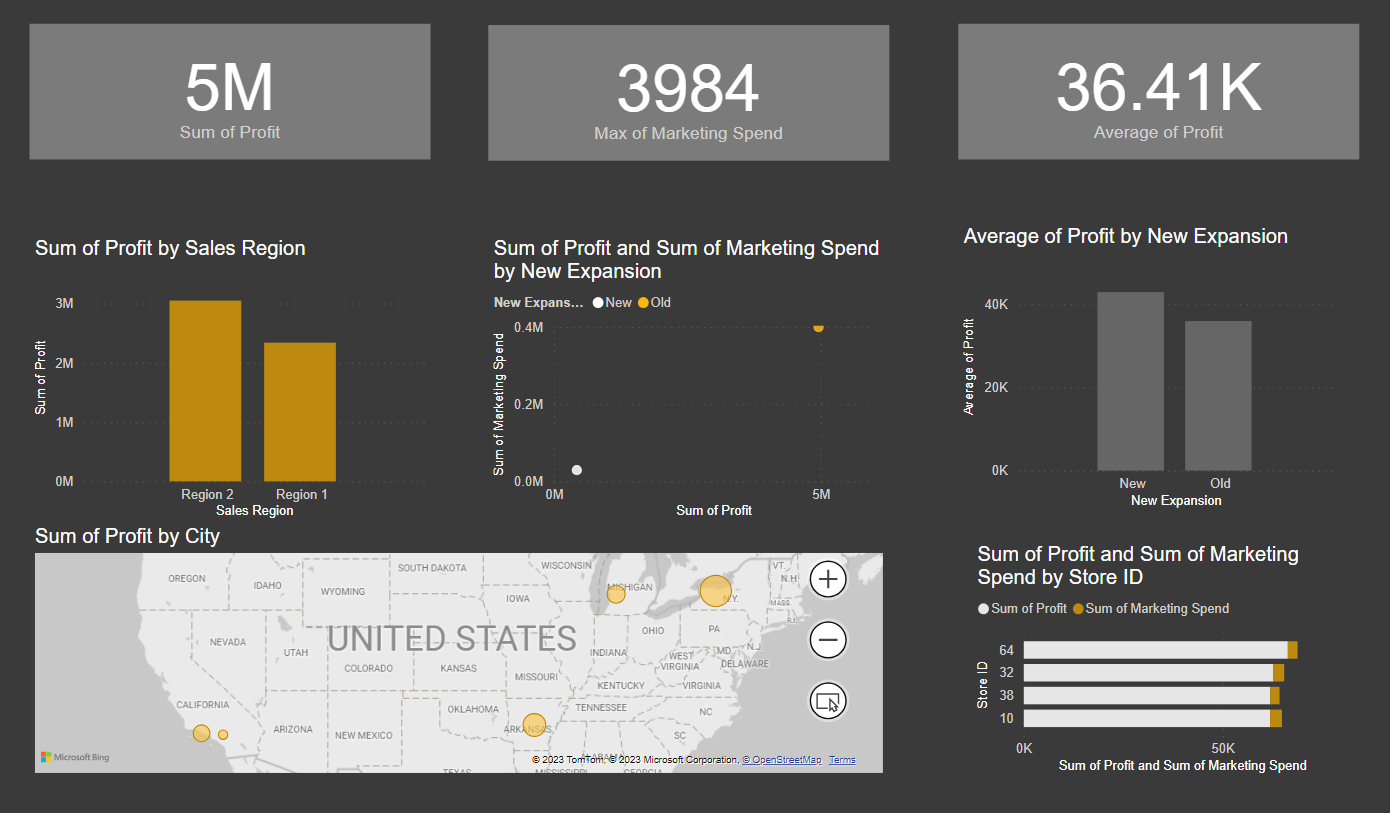 5M
Sum of Profit
3984
Max of Marketing Spend
36.41K
Average of Profit
Sum of Profit by Sales Region
3M
2M
1M
0M
Sum of Profit
Region 2
Region 1
Sales Region
Sum of Profit and Sum of Marketing Spend
by New Expansion
New Expans... New Old
0.4M
0.2M
0.0M
Sum of Marketing Spend
0M
5M
Sum of Profit
Average of Profit by New Expansion
40K
20K
0K
Average of Profit
New
Old
New Expansion
Sum of Profit by City
OREGON
IDAHO
WYOMING
SOUTH DAKOTA
WISCONSIN
MICHIGAN
VT.
N.H.
N.Y.
MASS.
R.I.
IOWA
NEVADA
UTAH
UNITED STATES
OHIO
PA
N.J.
INDIANA
MD.
DELAWARE
COLORADO
KANSAS
MISSOURI
WEST
VIRGINIA
KENTUCKY
VIRGINIA
CALIFORNIA
ARIZONA
NEW MEXICO
OKLAHOMA
ARKANSAS
TENNESSEE
NC
SC
ALABAMA
TEXAS
MISSISSIPPI
GEORGIA
Microsoft Bing
© 2023 TomTom, © 2023 Microsoft Corporation, © OpenStreetMap Terms
Sum of Profit and Sum of Marketing
Spend by Store ID
Sum of Profit Sum of Marketing Spend
Store ID
64
32
38
10
0K
50K
Sum of Profit and Sum of Marketing Spend